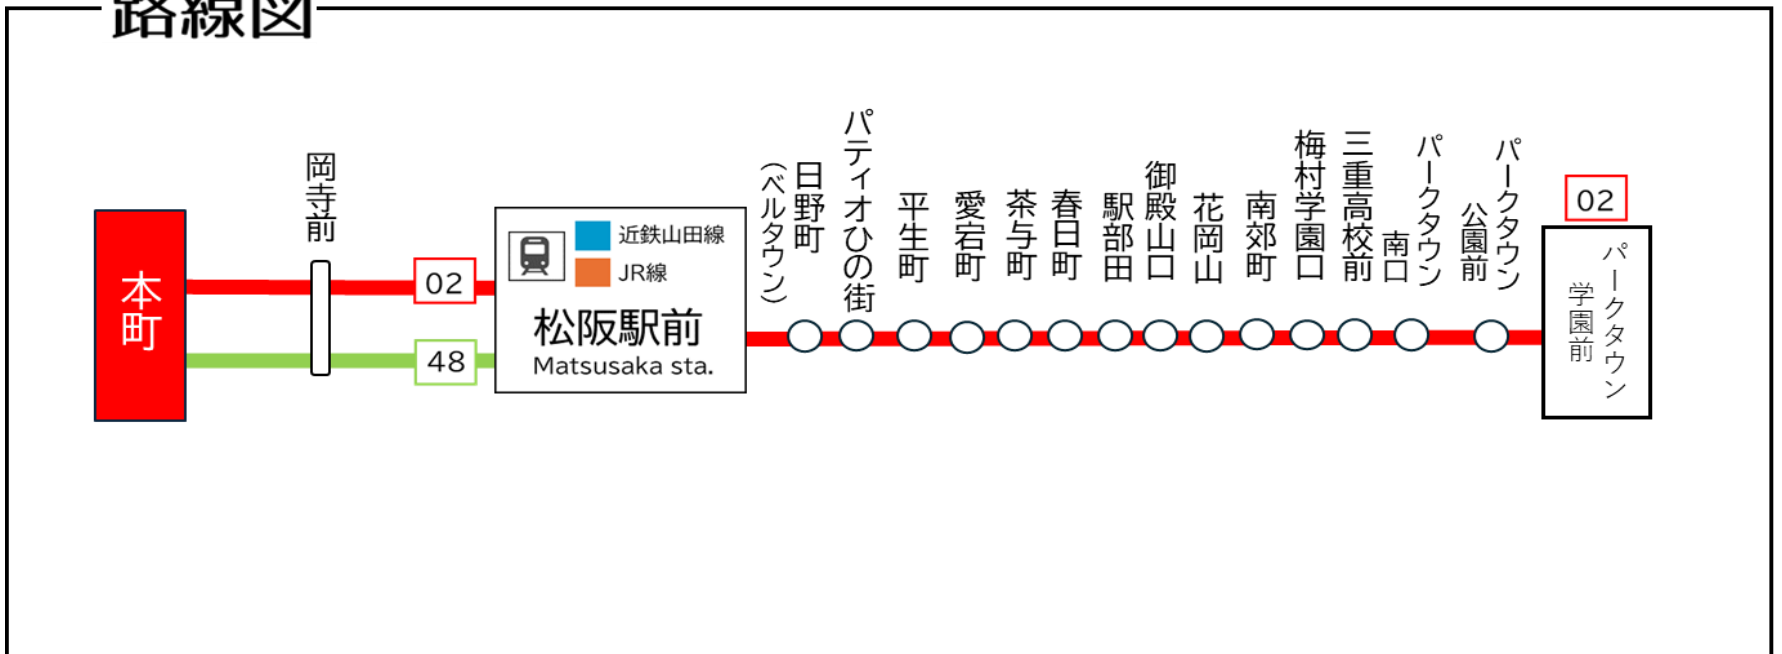 路線図
本町
岡寺前
02
48
近鉄山田線
JR線
松阪駅前
Matsusaka sta.
日野町
(ベルタウン)
パティオひの街
平生町
愛宕町
茶与町
春日町
駅部田
御殿山口
花岡山
南郊町
梅村学園口
三重高校前
パークタウン
南口
パークタウン
公園前
02
パークタウン
学園前